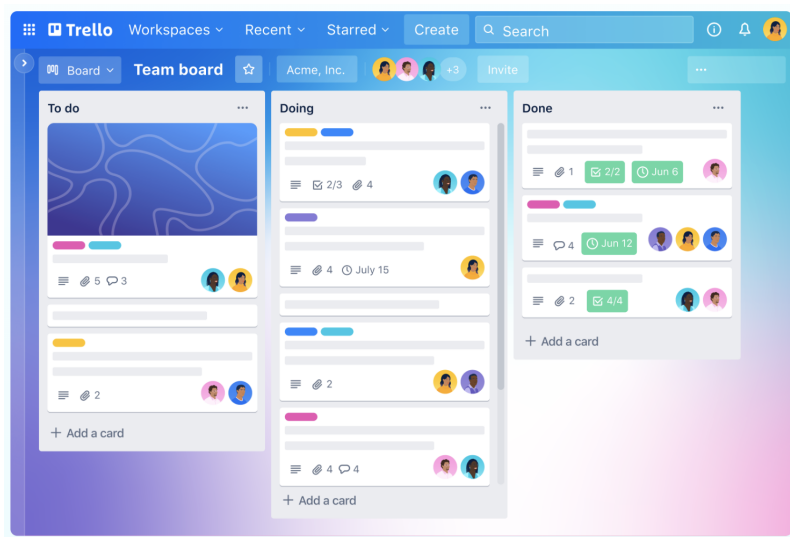 Trello Workspaces Recent Starred Create Search
Board Team board Acme, Inc. +3 Invite ...
To do ...
5 3
2
+ Add a card
Doing ...
2/3 4
4 July 15
2
4 4
+ Add a card
Done ...
1 2/2 Jun 6
4 Jun 12
2 4/4
+ Add a card